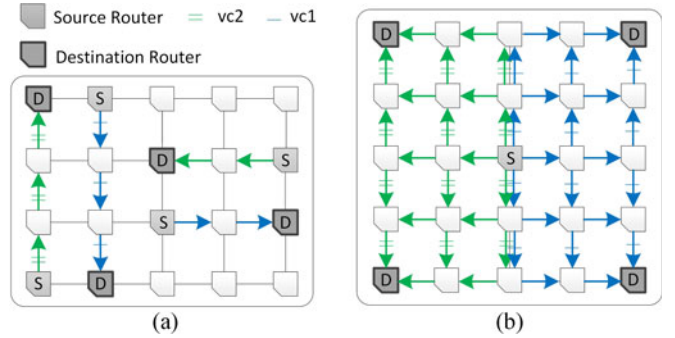 Source Router = vc2 – vc1
Destination Router
D S
D S
S D
S D
D D
S
D D
(a) (b)